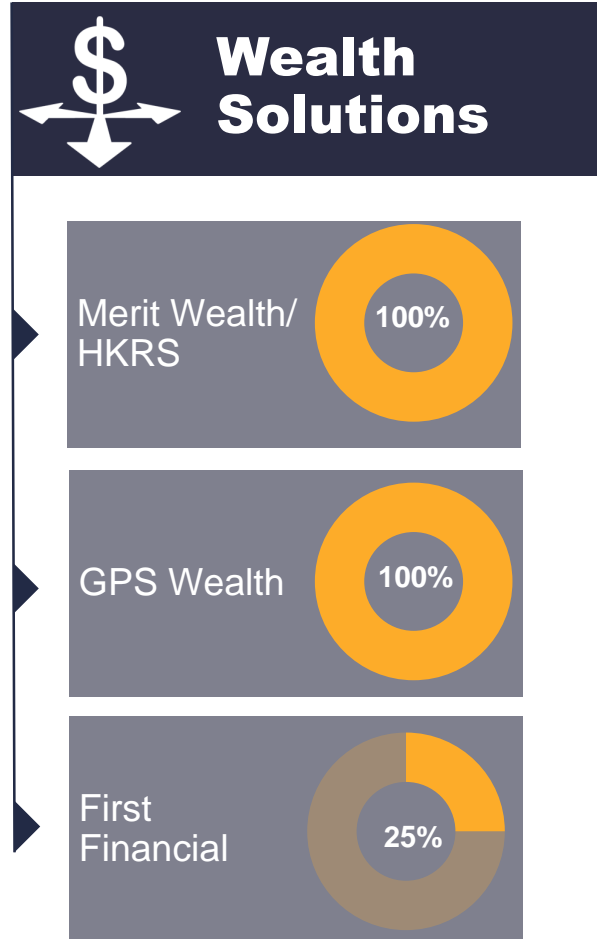 $
Wealth
Solutions
Merit Wealth/
HKRS
100%
GPS Wealth
100%
First
Financial
25%